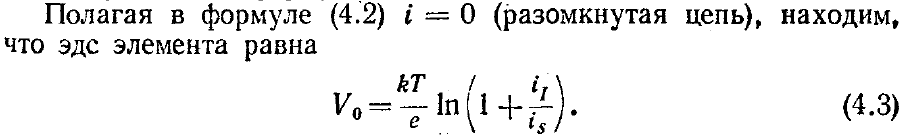 Полагая в формуле (4.2) i = 0 (разомкнутая цепь), находим,
что эдс элемента равна
V₀ = kT/e ln(1 + i_I/i_s). (4.3)